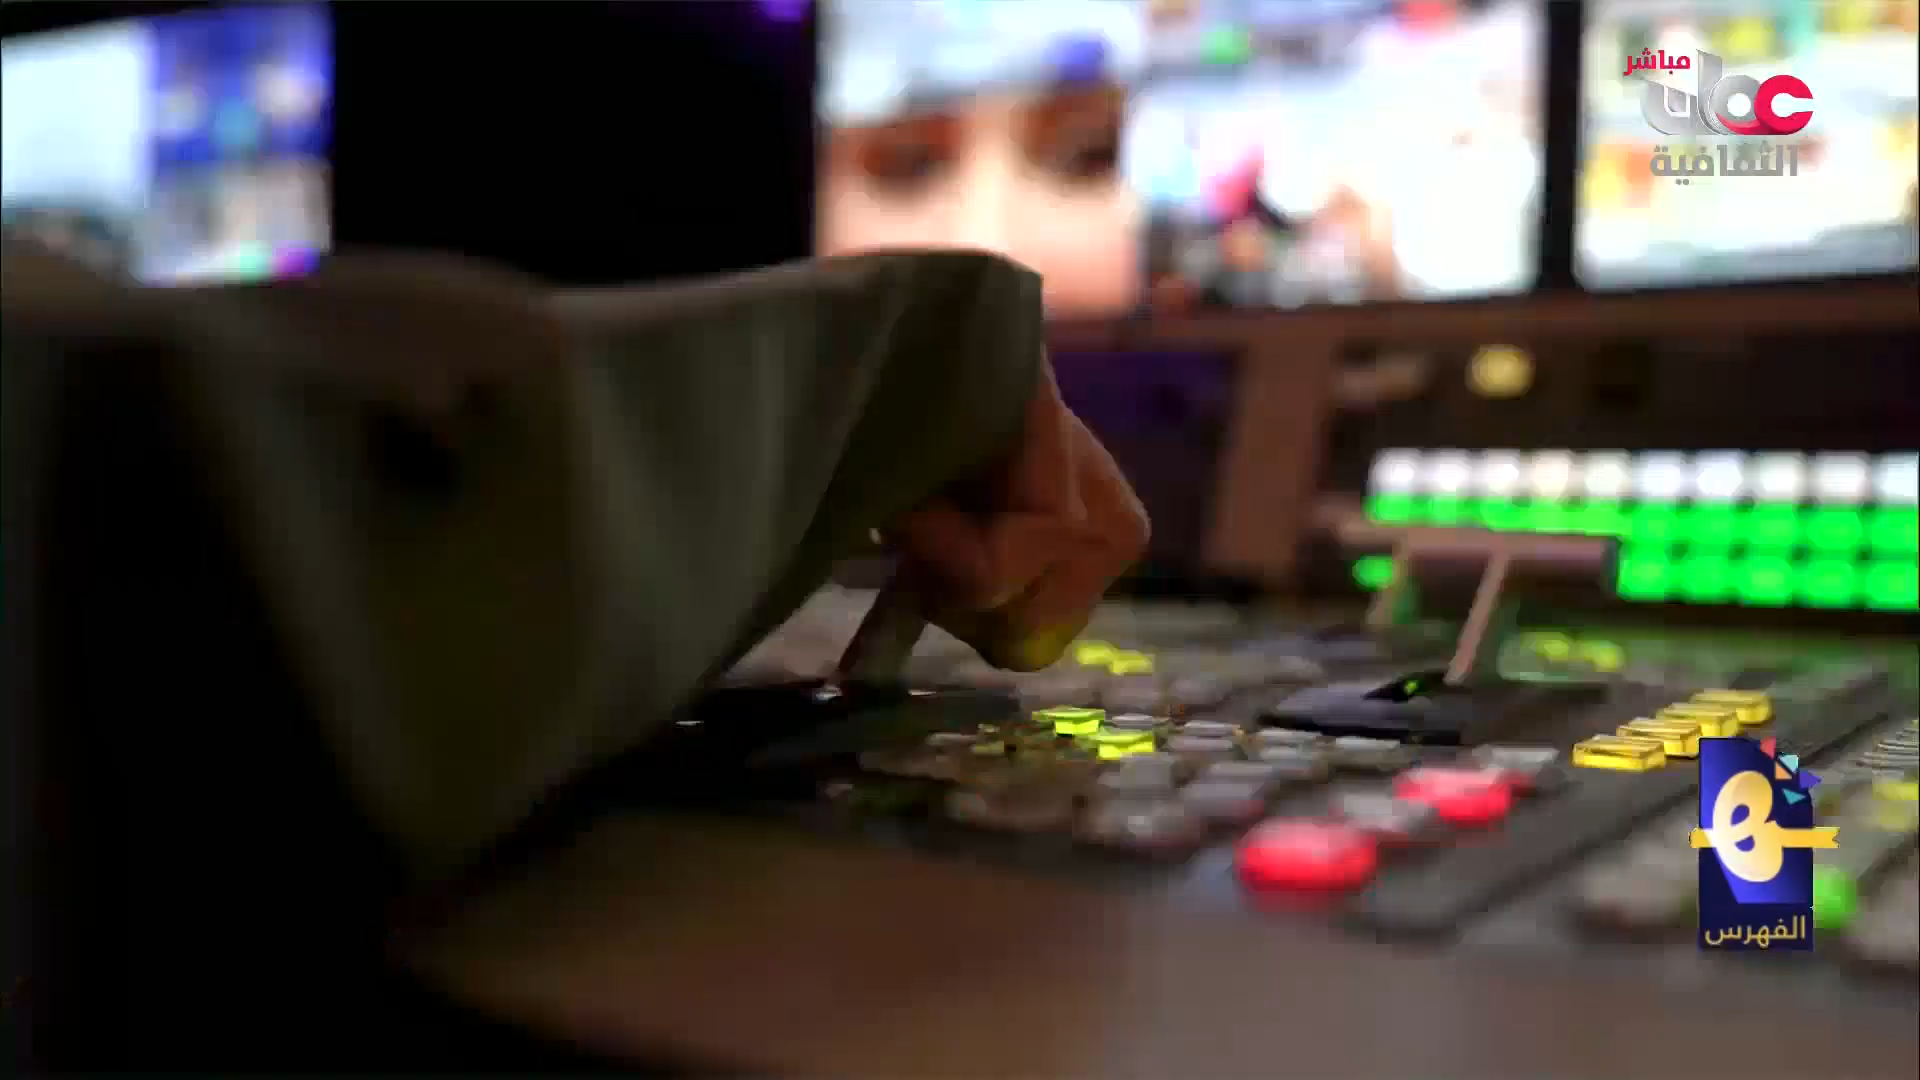 مباشر
عمان
الثقافية
الفهرس